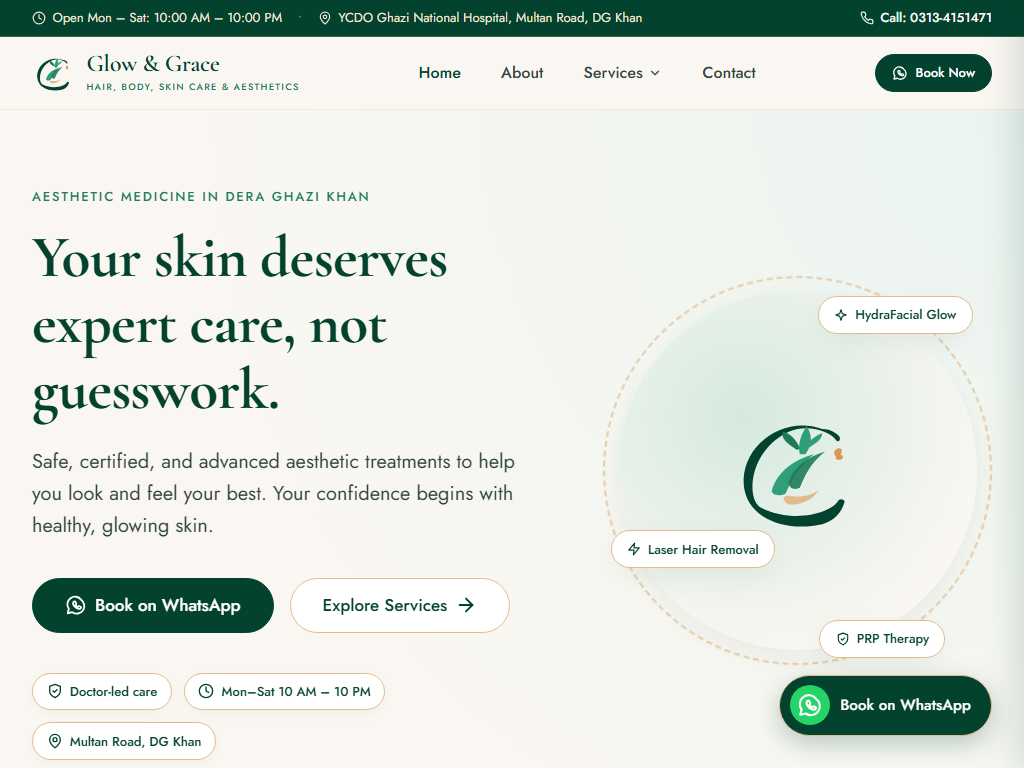 Open Mon – Sat: 10:00 AM – 10:00 PM · YCDO Ghazi National Hospital, Multan Road, DG Khan Call: 0313-4151471
Glow & Grace
HAIR, BODY, SKIN CARE & AESTHETICS
Home About Services Contact Book Now
AESTHETIC MEDICINE IN DERA GHAZI KHAN
Your skin deserves
expert care, not
guesswork.
Safe, certified, and advanced aesthetic treatments to help
you look and feel your best. Your confidence begins with
healthy, glowing skin.
Book on WhatsApp Explore Services
Doctor-led care Mon–Sat 10 AM – 10 PM
Multan Road, DG Khan
HydraFacial Glow
Laser Hair Removal
PRP Therapy
Book on WhatsApp